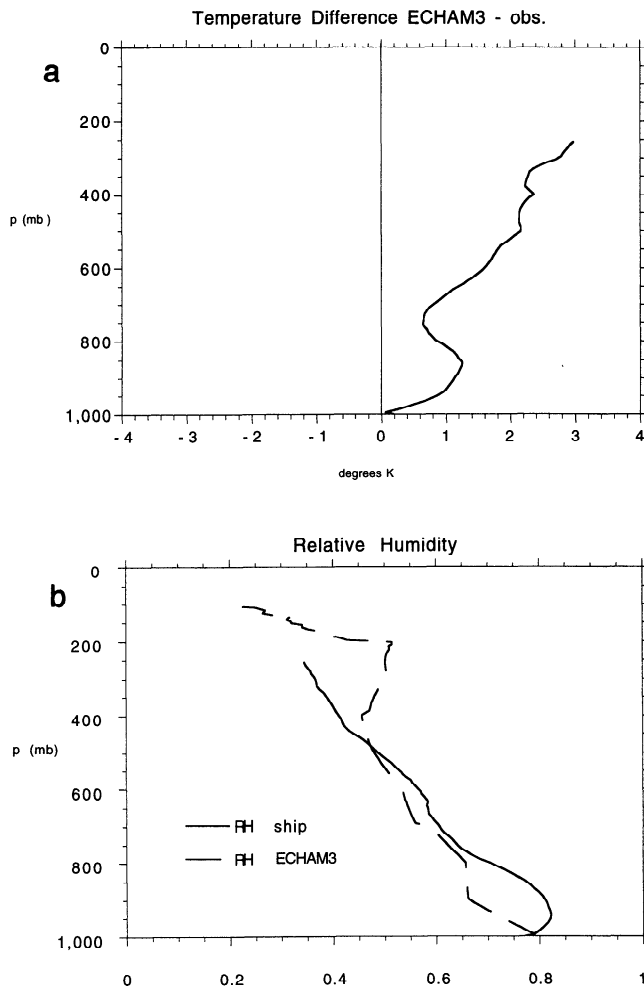 Temperature Difference ECHAM3 - obs.
a
0
200
400
p (mb)
600
800
1,000
-4 -3 -2 -1 0 1 2 3 4
degrees K
Relative Humidity
b
0
200
400
p (mb)
600
RH ship
800
RH ECHAM3
1,000
0 0.2 0.4 0.6 0.8 1